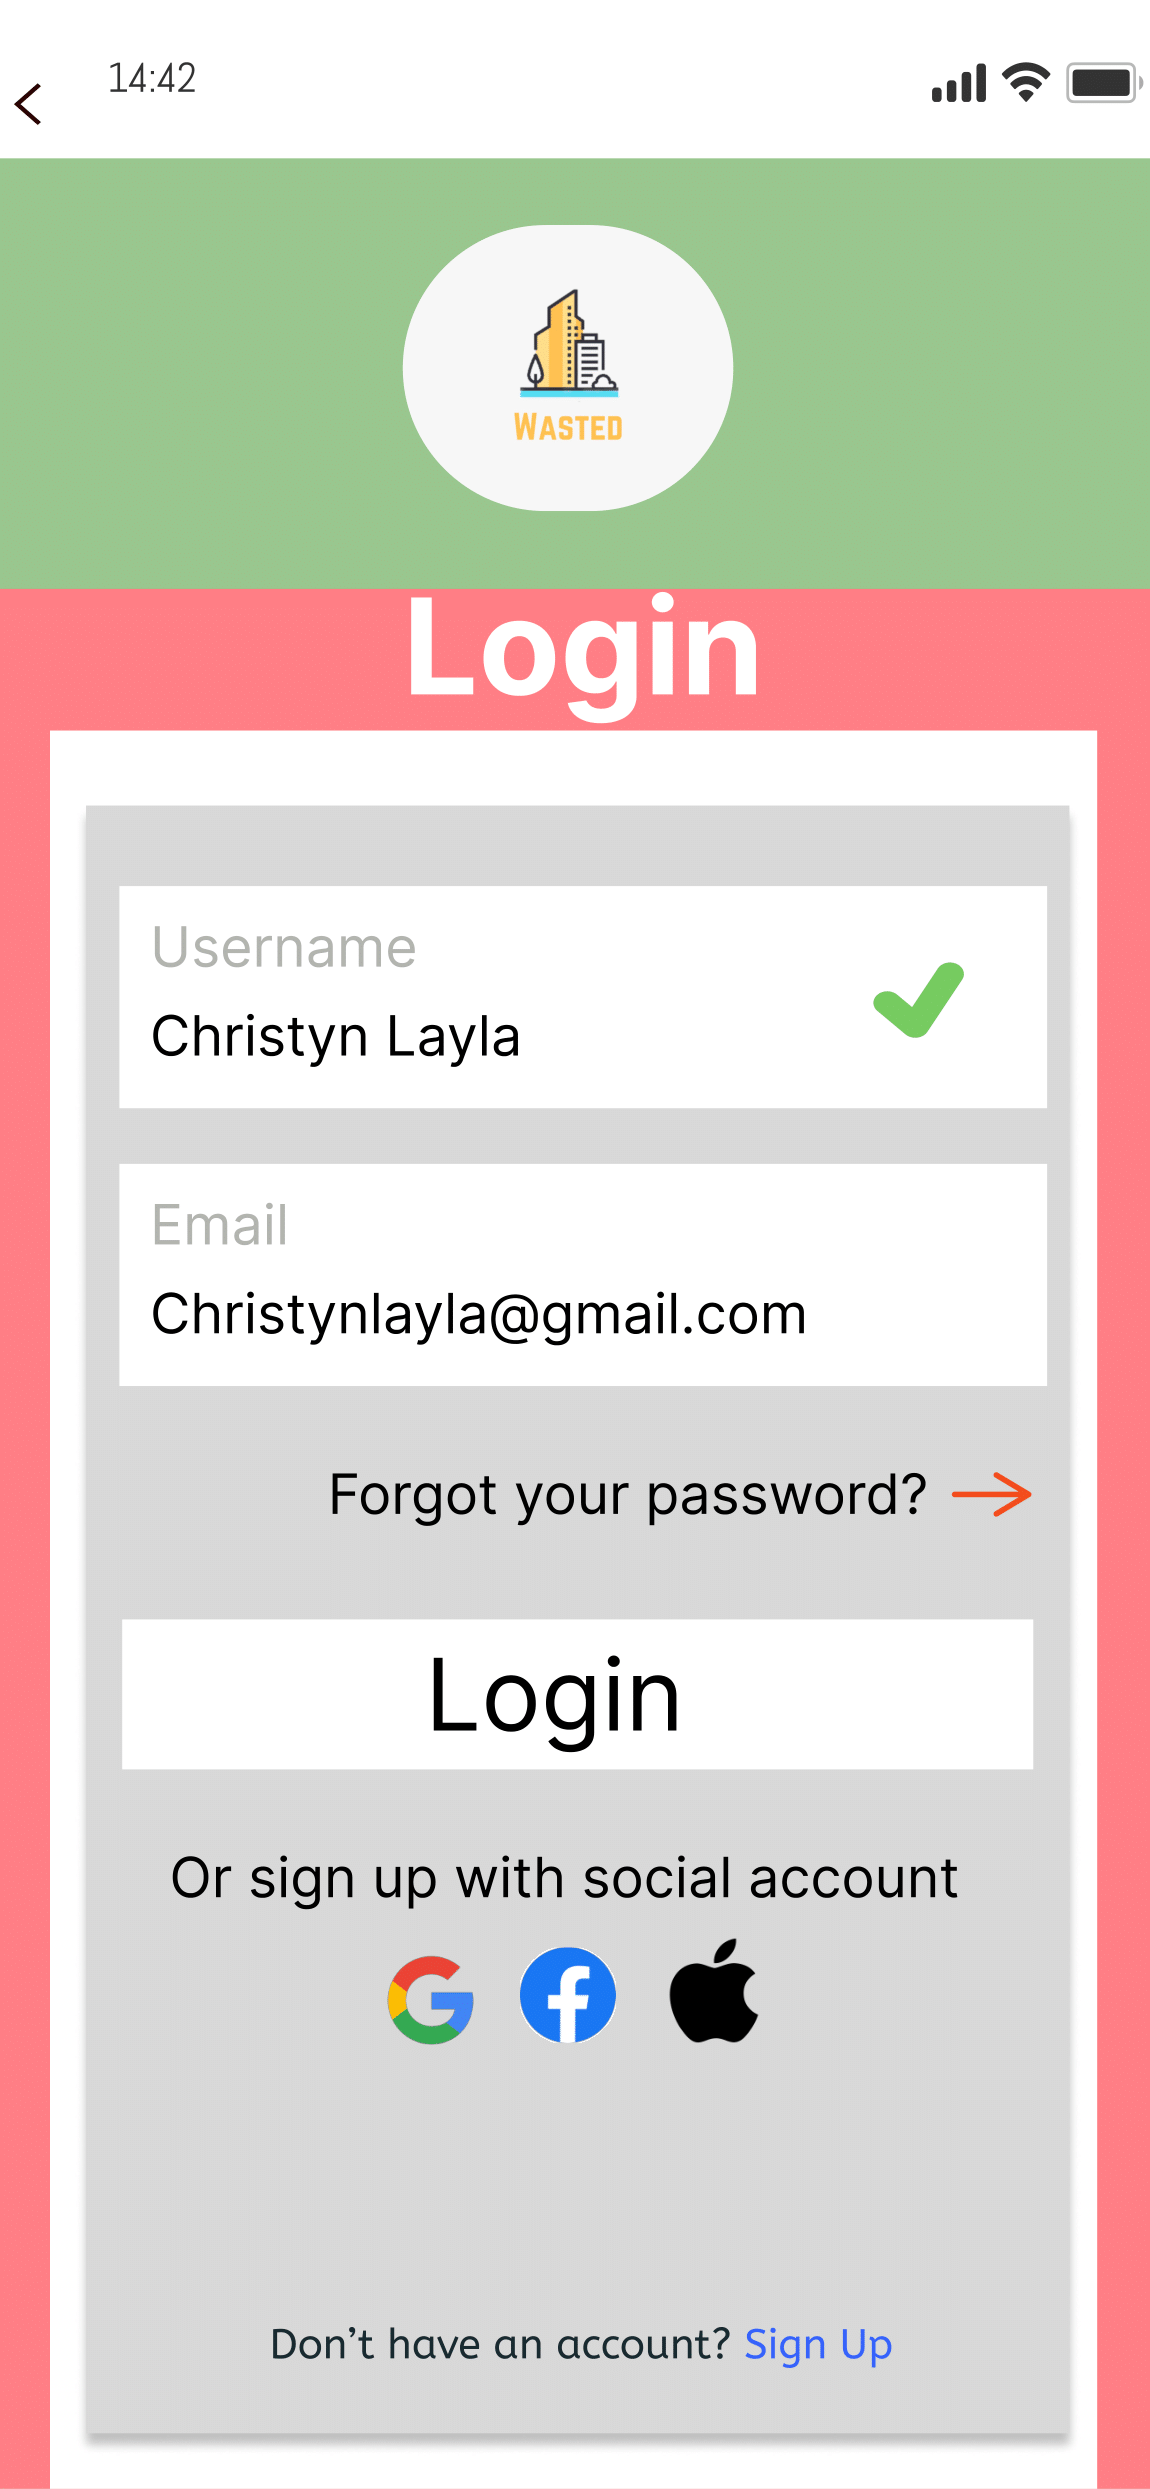 14:42
WASTED
Login
Username
Christyn Layla
Email
Christynlayla@gmail.com
Forgot your password?
Login
Or sign up with social account
Don’t have an account? Sign Up